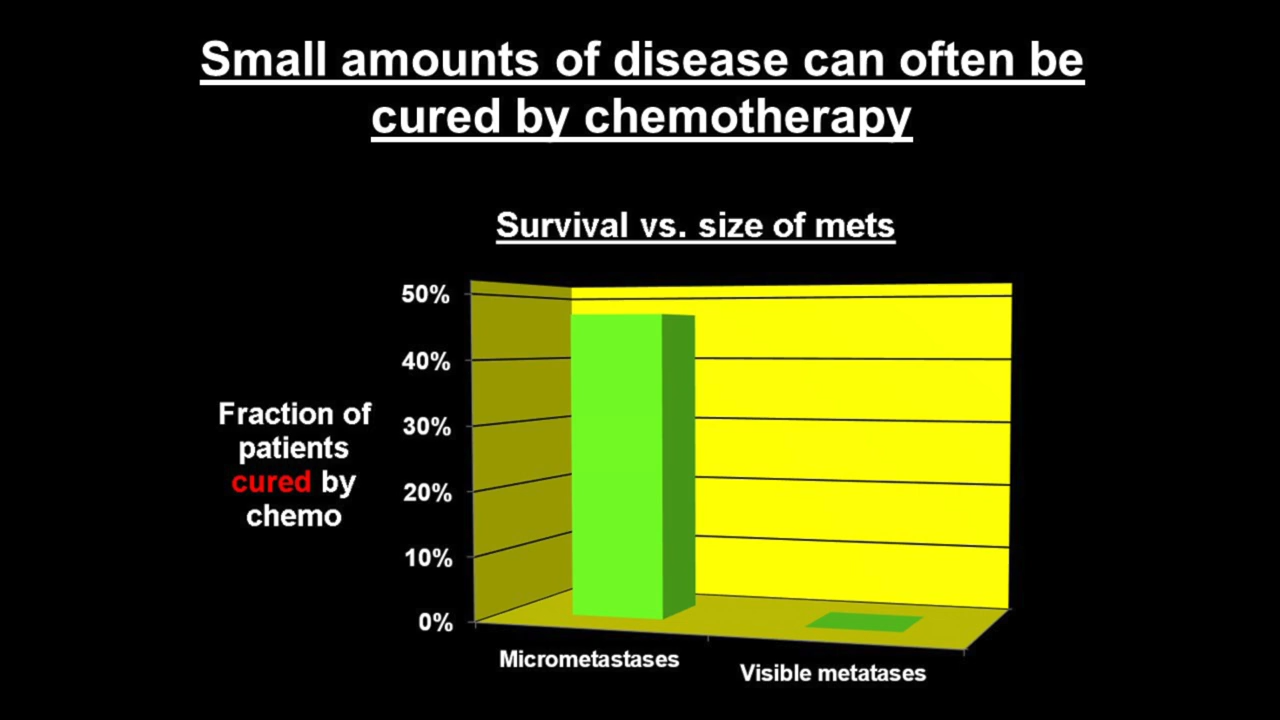 Small amounts of disease can often be
cured by chemotherapy
Survival vs. size of mets
50%
40%
30%
20%
10%
0%
Fraction of
patients
cured by
chemo
Micrometastases
Visible metatases